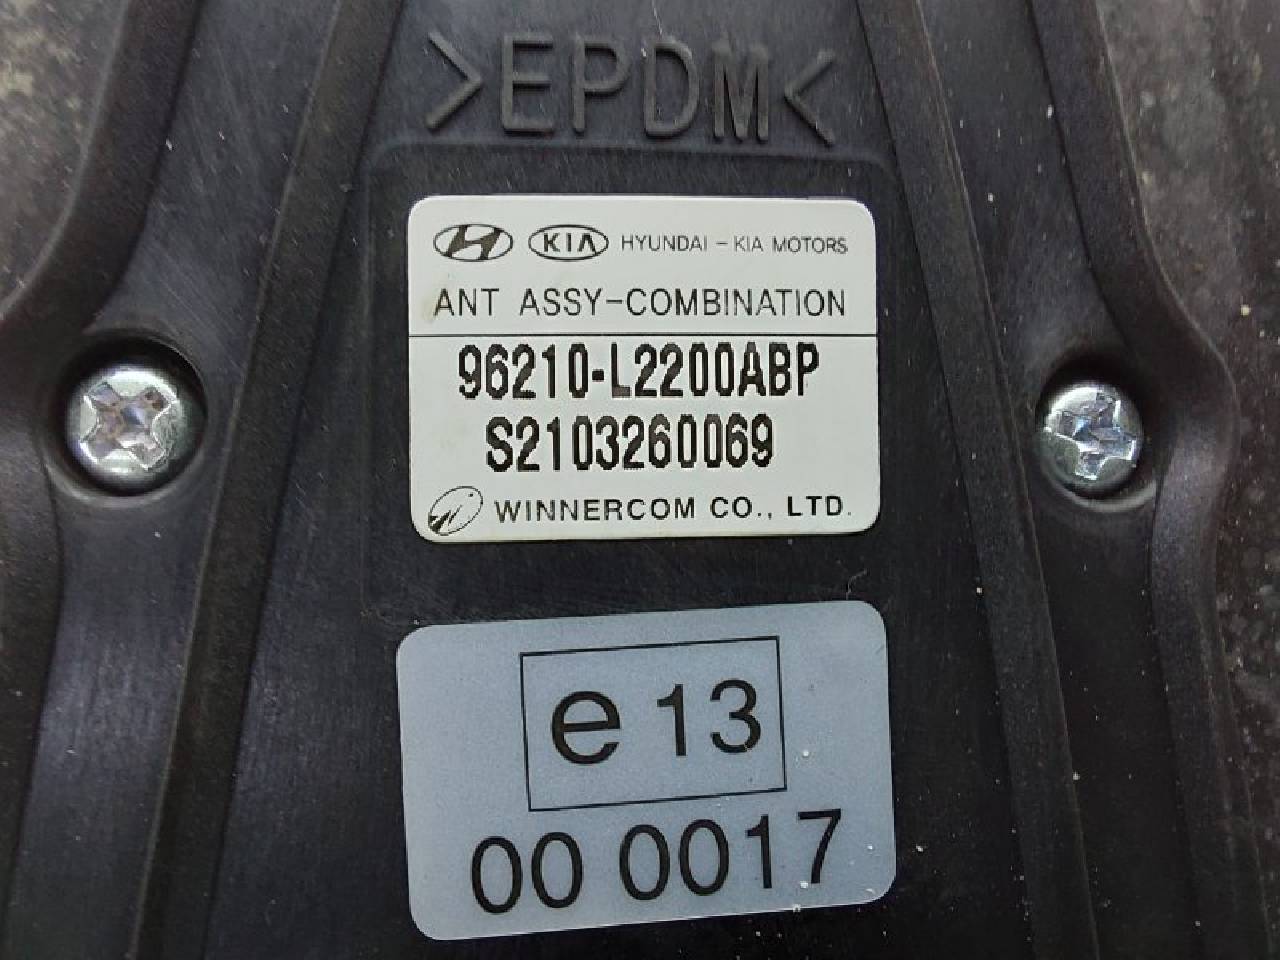 >EPDM<
H KIA HYUNDAI - KIA MOTORS
ANT ASSY-COMBINATION
96210-L2200ABP
S2103260069
WINNERCOM CO., LTD.
e 13
00 0017